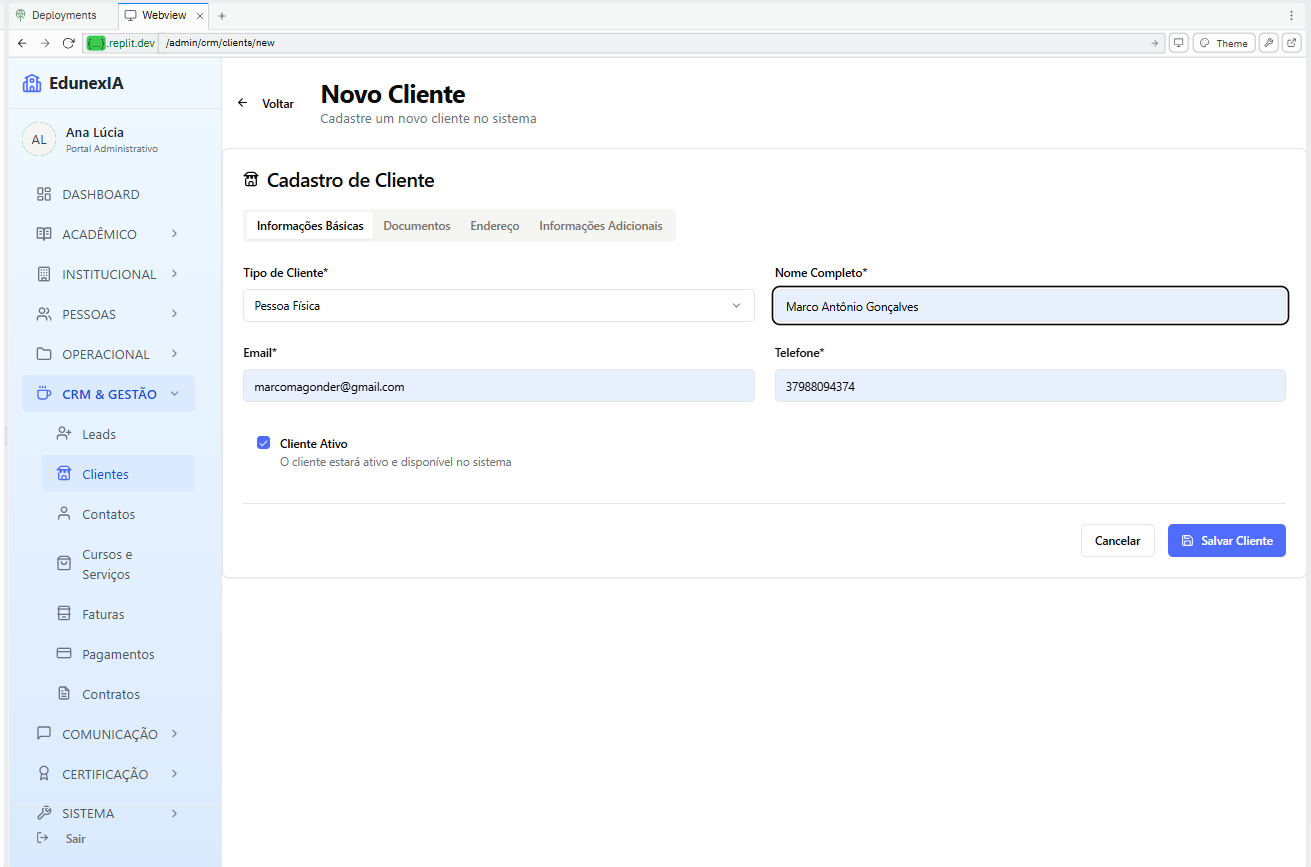 Deployments
Webview
{...}.replit.dev
/admin/crm/clients/new
Theme
EdunexIA
AL
Ana Lúcia
Portal Administrativo
DASHBOARD
ACADÊMICO
INSTITUCIONAL
PESSOAS
OPERACIONAL
CRM & GESTÃO
Leads
Clientes
Contatos
Cursos e
Serviços
Faturas
Pagamentos
Contratos
COMUNICAÇÃO
CERTIFICAÇÃO
SISTEMA
Sair
Voltar
Novo Cliente
Cadastre um novo cliente no sistema
Cadastro de Cliente
Informações Básicas Documentos Endereço Informações Adicionais
Tipo de Cliente* Nome Completo*
Pessoa Física Marco Antônio Gonçalves
Email* Telefone*
marcomagonder@gmail.com 37988094374
Cliente Ativo
O cliente estará ativo e disponível no sistema
Cancelar Salvar Cliente